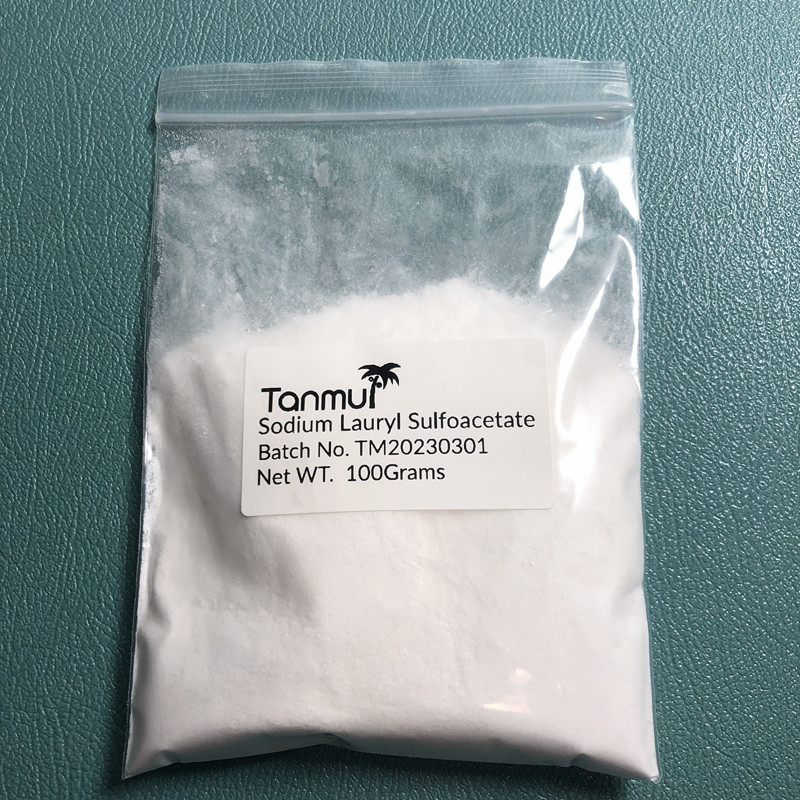 Tanmui
Sodium Lauryl Sulfoacetate
Batch No. TM20230301
Net WT. 100Grams